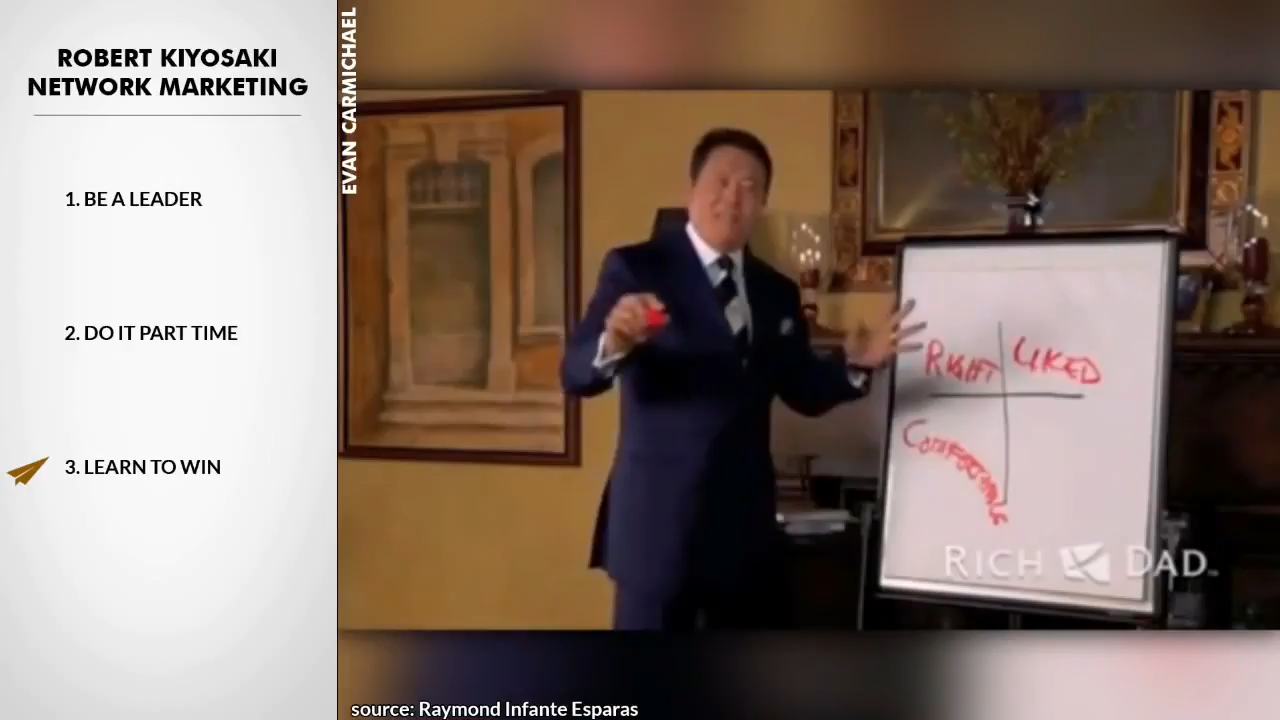 ROBERT KIYOSAKI
NETWORK MARKETING
1. BE A LEADER
2. DO IT PART TIME
3. LEARN TO WIN
EVAN CARMICHAEL
RIGHT LIKED
COMFORTABLE
RICH DAD
source: Raymond Infante Esparas